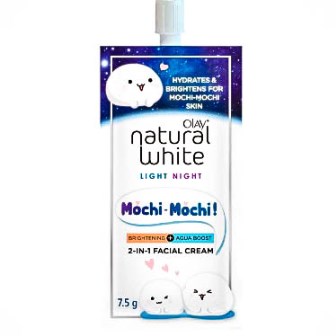 HYDRATES &
BRIGHTENS FOR
MOCHI-MOCHI
SKIN
OLAY
natural
white
LIGHT NIGHT
Mochi-Mochi!
BRIGHTENING + AQUA BOOST
2-IN-1 FACIAL CREAM
7.5 g